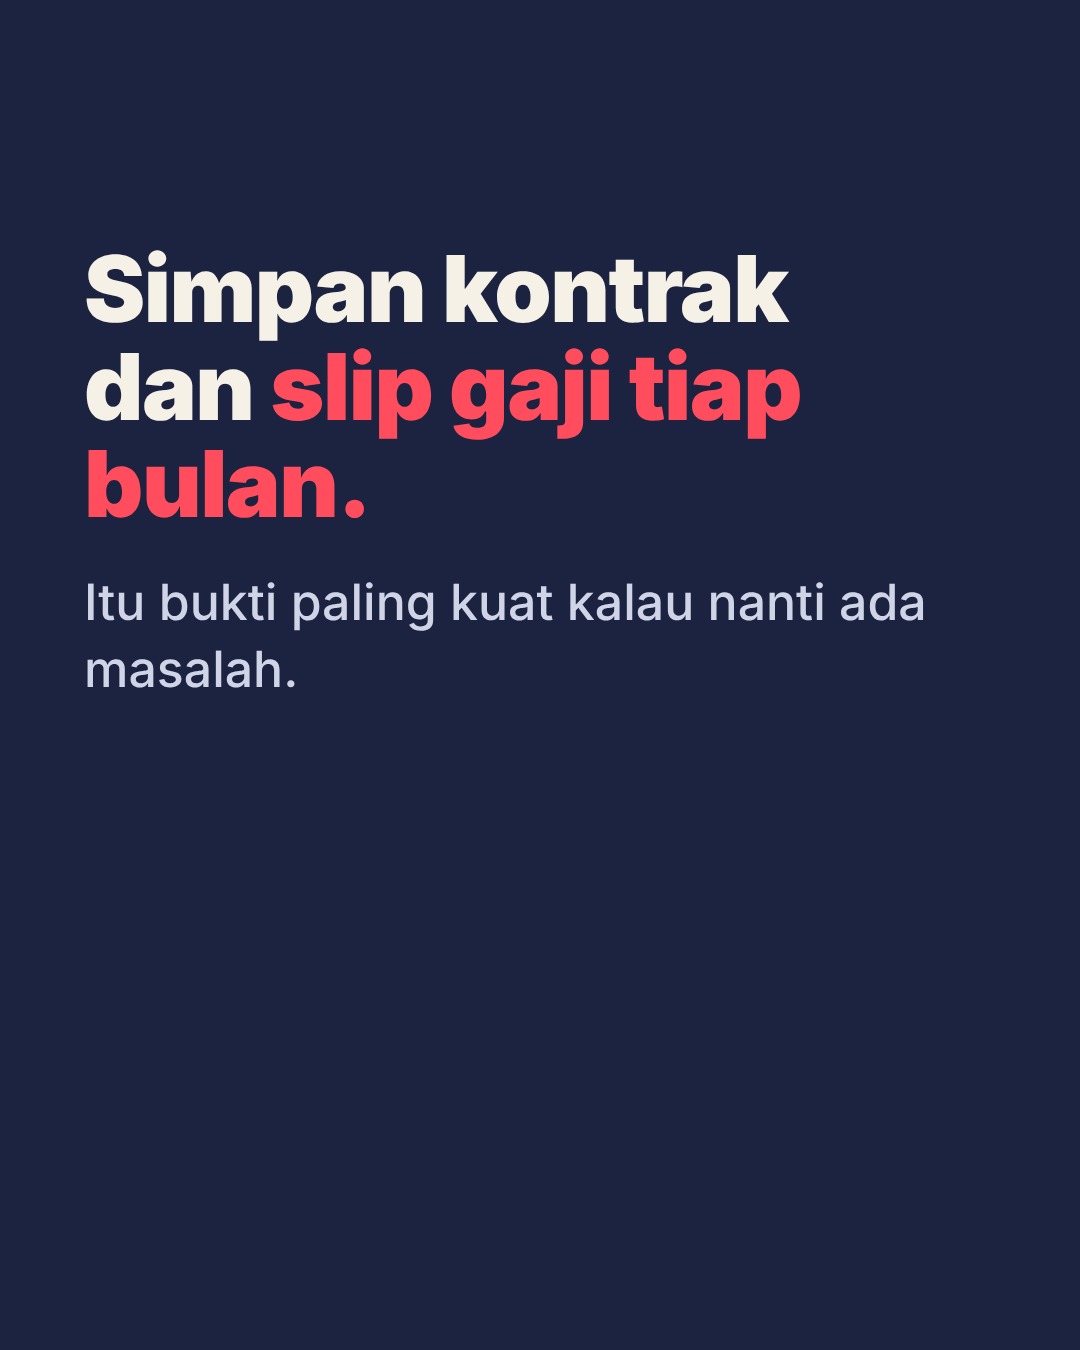 Simpan kontrak
dan slip gaji tiap
bulan.
Itu bukti paling kuat kalau nanti ada
masalah.